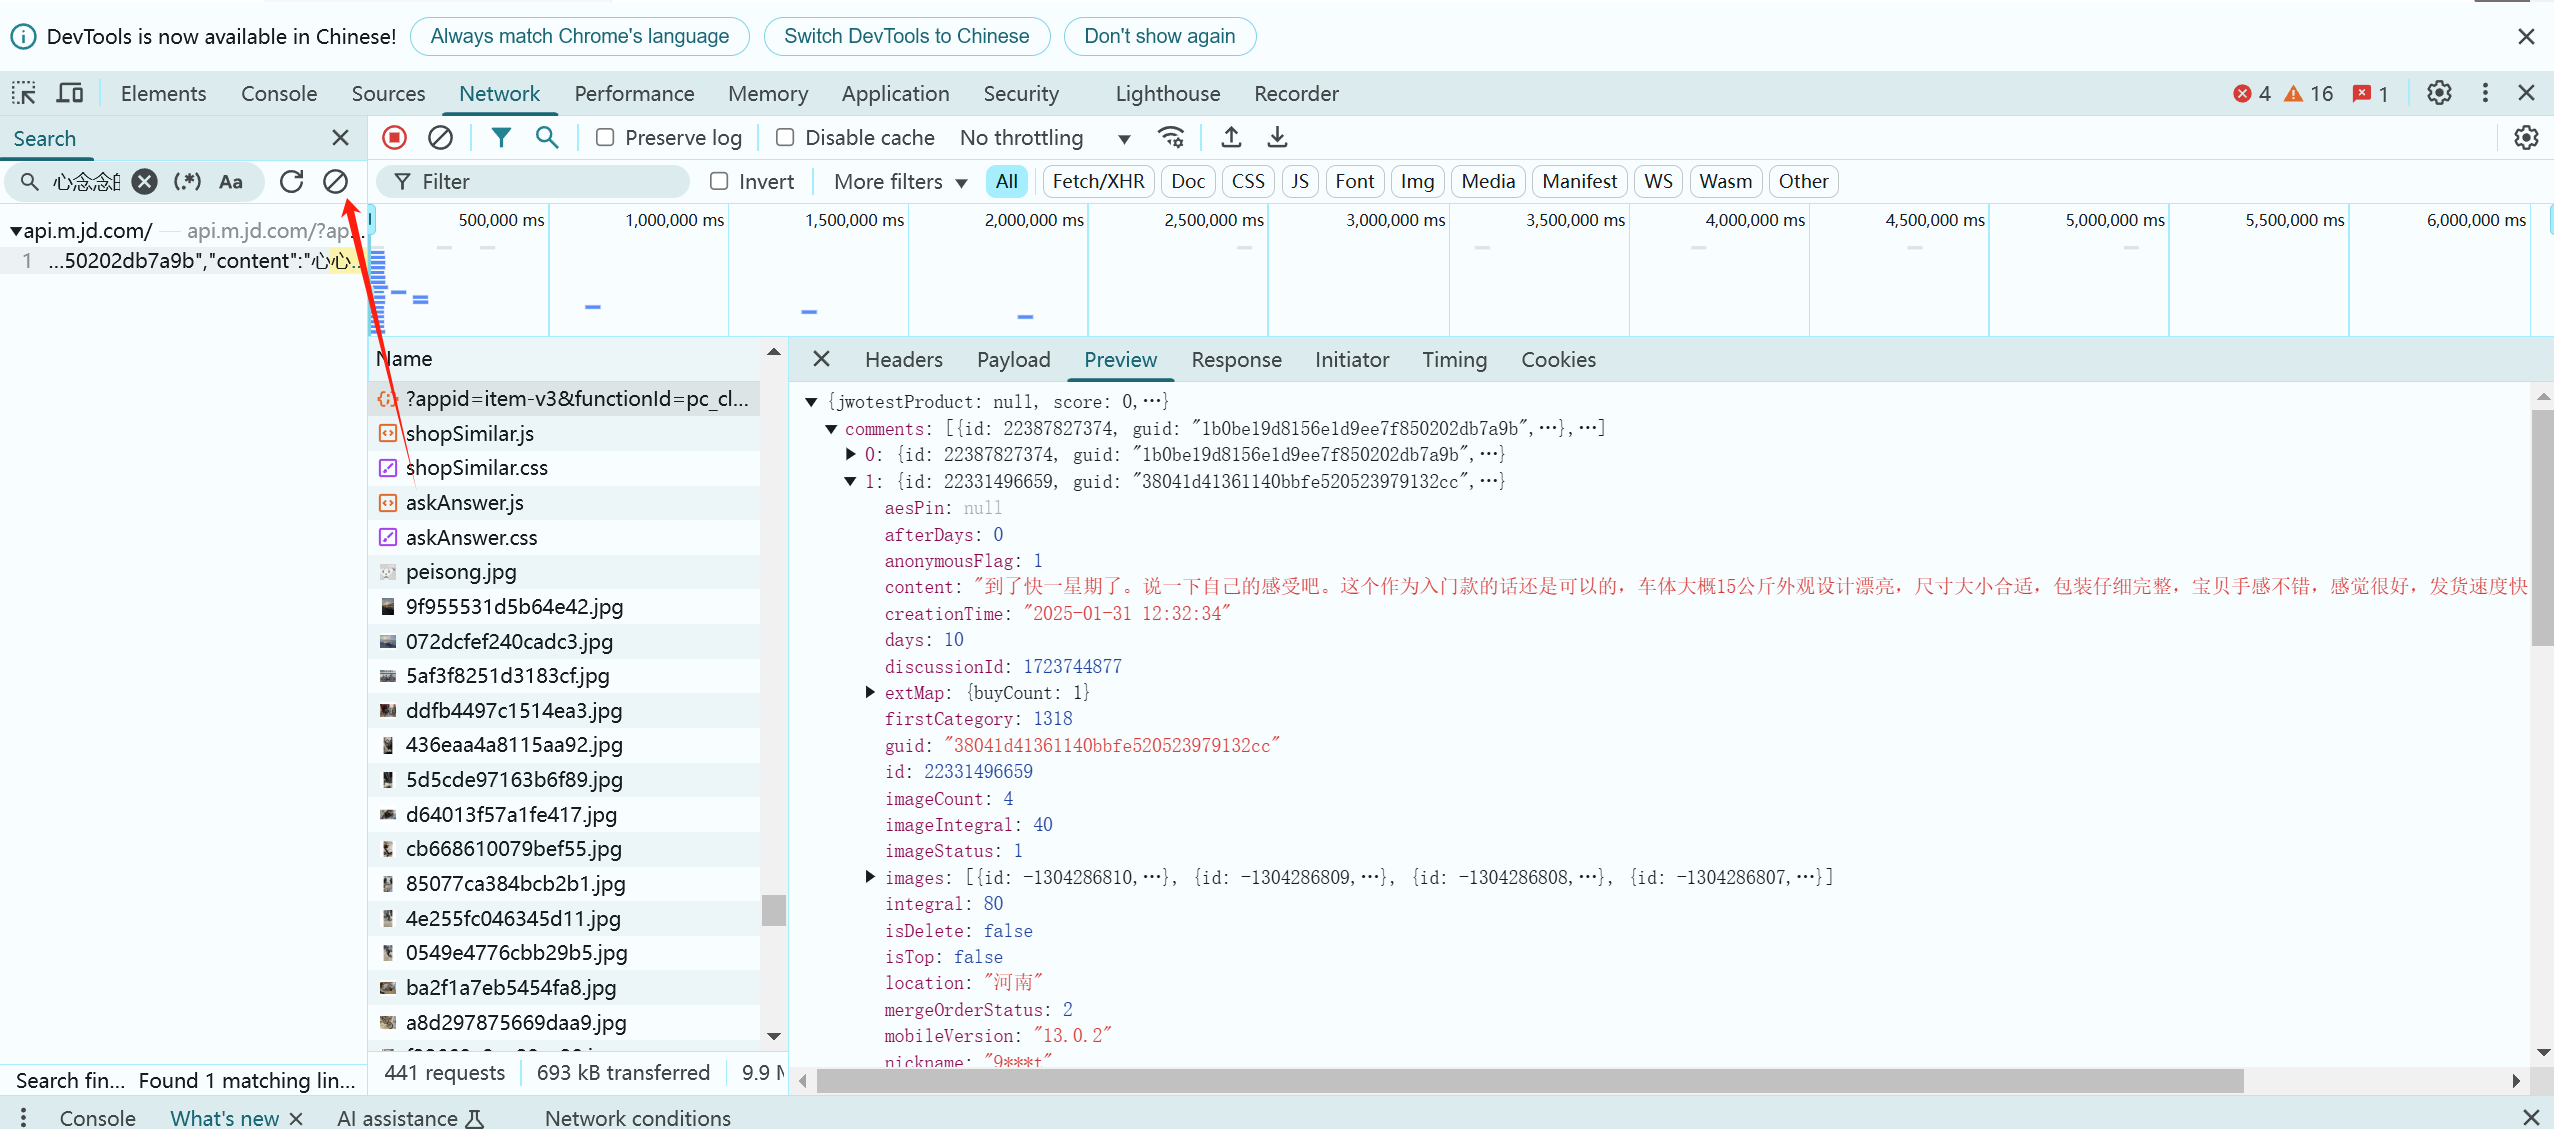 DevTools is now available in Chinese! Always match Chrome's language Switch DevTools to Chinese Don't show again
Elements Console Sources Network Performance Memory Application Security Lighthouse Recorder 4 16 1
Search
Preserve log Disable cache No throttling
心念念的 (.*) Aa
Filter Invert More filters All Fetch/XHR Doc CSS JS Font Img Media Manifest WS Wasm Other
500,000 ms 1,000,000 ms 1,500,000 ms 2,000,000 ms 2,500,000 ms 3,000,000 ms 3,500,000 ms 4,000,000 ms 4,500,000 ms 5,000,000 ms 5,500,000 ms 6,000,000 ms
api.m.jd.com/ — api.m.jd.com/?ap...
1 ...50202db7a9b","content":"心心...
Name
?appid=item-v3&functionId=pc_cl...
shopSimilar.js
shopSimilar.css
askAnswer.js
askAnswer.css
peisong.jpg
9f955531d5b64e42.jpg
072dcfef240cadc3.jpg
5af3f8251d3183cf.jpg
ddfb4497c1514ea3.jpg
436eaa4a8115aa92.jpg
5d5cde97163b6f89.jpg
d64013f57a1fe417.jpg
cb668610079bef55.jpg
85077ca384bcb2b1.jpg
4e255fc046345d11.jpg
0549e4776cbb29b5.jpg
ba2f1a7eb5454fa8.jpg
a8d297875669daa9.jpg
441 requests 693 kB transferred 9.9 M
Headers Payload Preview Response Initiator Timing Cookies
{jwotestProduct: null, score: 0,…}
comments: [{id: 22387827374, guid: "1b0be19d8156e1d9ee7f850202db7a9b",…},…]
0: {id: 22387827374, guid: "1b0be19d8156e1d9ee7f850202db7a9b",…}
1: {id: 22331496659, guid: "38041d41361140bbfe520523979132cc",…}
aesPin: null
afterDays: 0
anonymousFlag: 1
content: "到了快一星期了。说一下自己的感受吧。这个作为入门款的话还是可以的，车体大概15公斤外观设计漂亮，尺寸大小合适，包装仔细完整，宝贝手感不错，感觉很好，发货速度快
creationTime: "2025-01-31 12:32:34"
days: 10
discussionId: 1723744877
extMap: {buyCount: 1}
firstCategory: 1318
guid: "38041d41361140bbfe520523979132cc"
id: 22331496659
imageCount: 4
imageIntegral: 40
imageStatus: 1
images: [{id: -1304286810,…}, {id: -1304286809,…}, {id: -1304286808,…}, {id: -1304286807,…}]
integral: 80
isDelete: false
isTop: false
location: "河南"
mergeOrderStatus: 2
mobileVersion: "13.0.2"
nickname: "9***t"
Search fin... Found 1 matching lin...
Console What's new AI assistance Network conditions